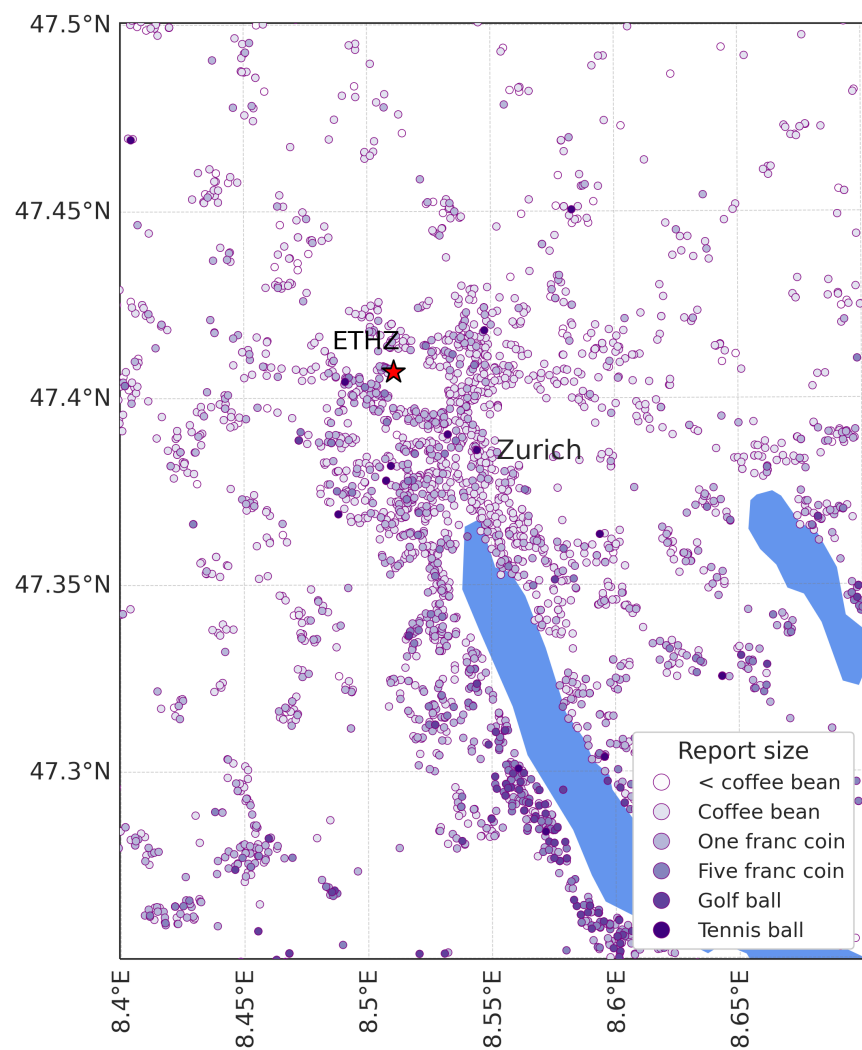 47.5°N
47.45°N
47.4°N
47.35°N
47.3°N
ETHZ
Zurich
Report size
< coffee bean
Coffee bean
One franc coin
Five franc coin
Golf ball
Tennis ball
8.4°E
8.45°E
8.5°E
8.55°E
8.6°E
8.65°E